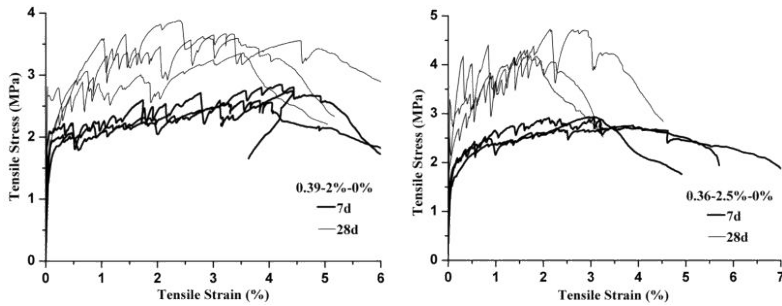 4
3
2
1
0
Tensile Stress (MPa)
0.39-2%-0%
7d
28d
0 1 2 3 4 5 6
Tensile Strain (%)
5
4
3
2
1
0
Tensile Stress (MPa)
0.36-2.5%-0%
7d
28d
0 1 2 3 4 5 6 7
Tensile Strain (%)